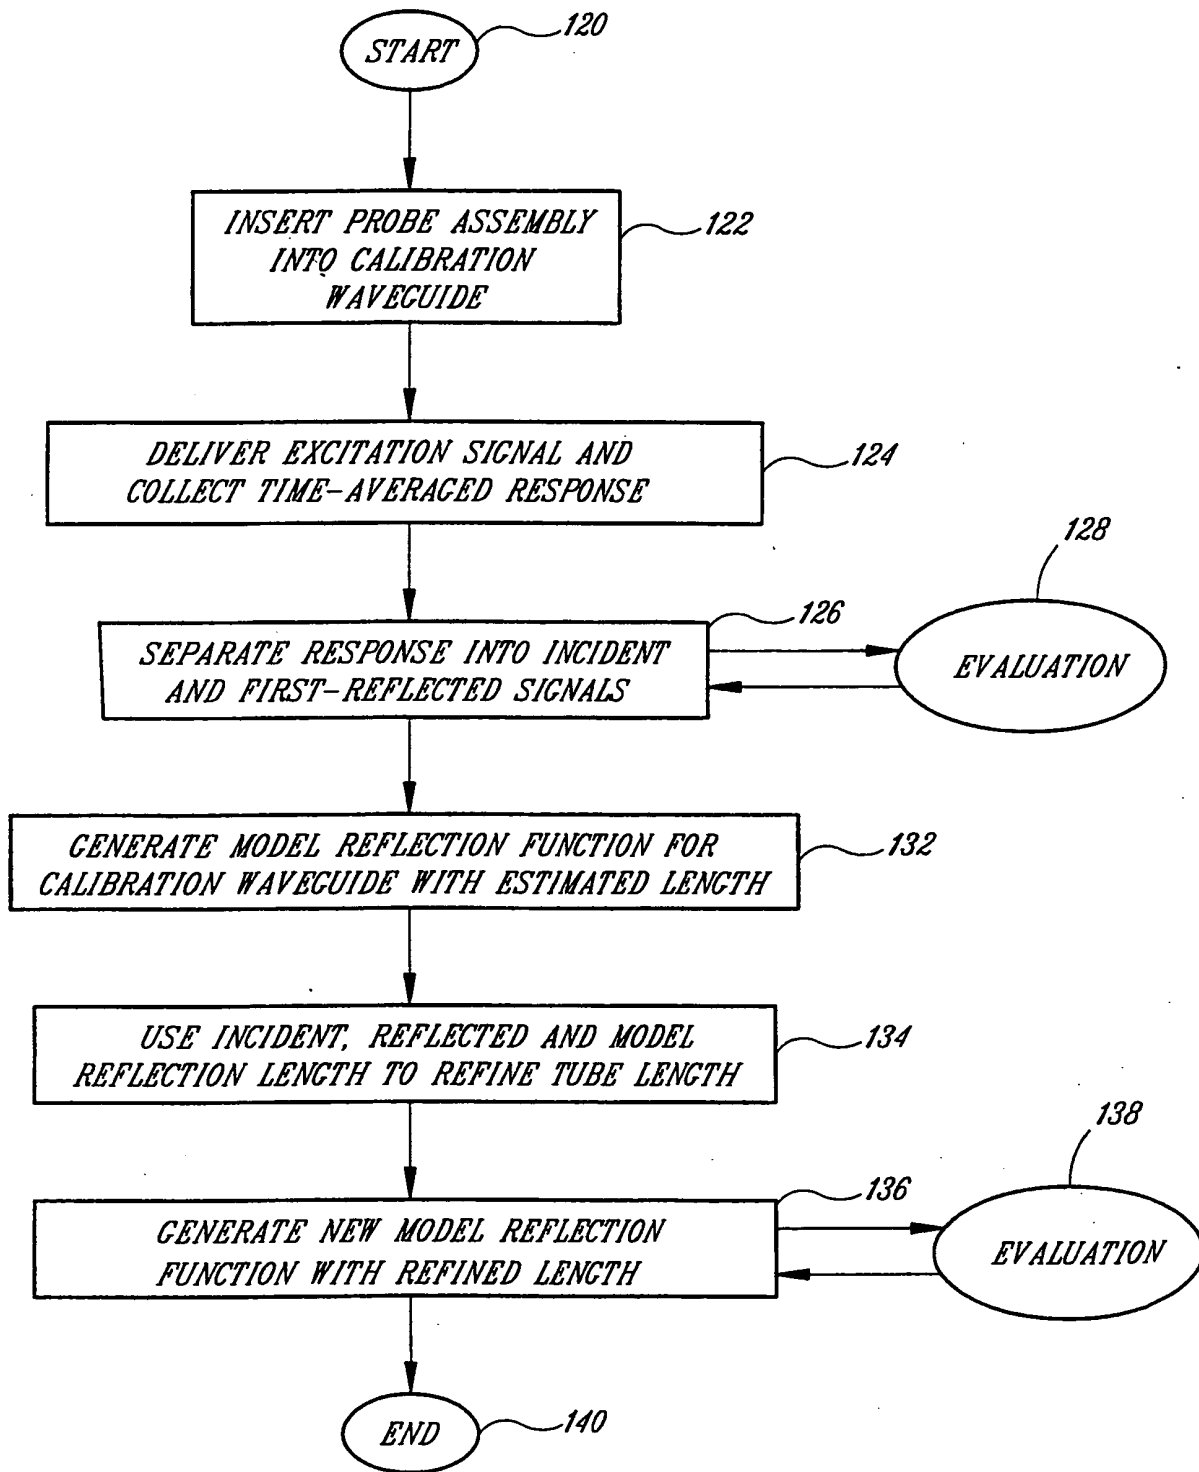 START
120
INSERT PROBE ASSEMBLY
INTO CALIBRATION
WAVEGUIDE
122
DELIVER EXCITATION SIGNAL AND
COLLECT TIME-AVERAGED RESPONSE
124
SEPARATE RESPONSE INTO INCIDENT
AND FIRST-REFLECTED SIGNALS
126
EVALUATION
128
GENERATE MODEL REFLECTION FUNCTION FOR
CALIBRATION WAVEGUIDE WITH ESTIMATED LENGTH
132
USE INCIDENT, REFLECTED AND MODEL
REFLECTION LENGTH TO REFINE TUBE LENGTH
134
GENERATE NEW MODEL REFLECTION
FUNCTION WITH REFINED LENGTH
136
EVALUATION
138
END
140